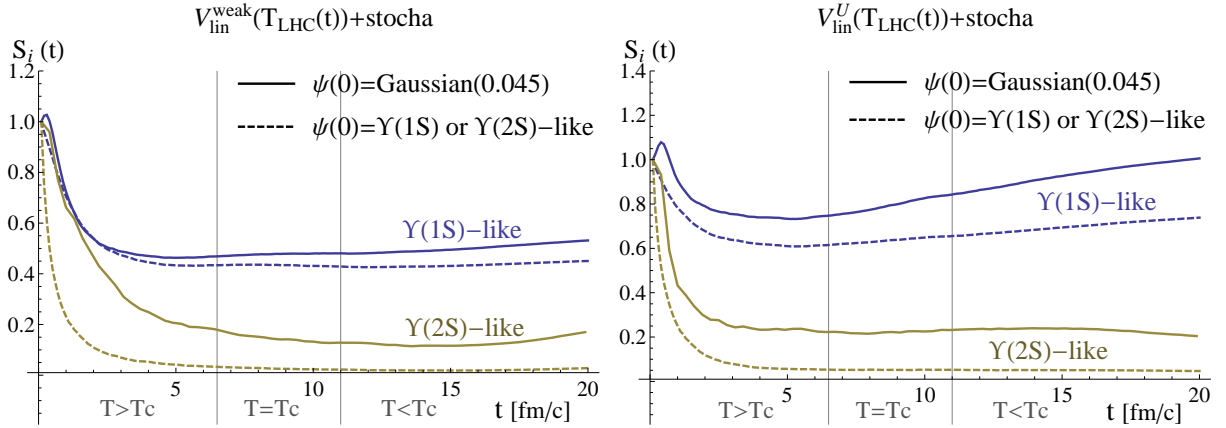 V_lin^weak(T_LHC(t))+stocha
S_i (t)
1.2
1.0
0.8
0.6
0.4
0.2
ψ(0)=Gaussian(0.045)
ψ(0)=ϒ(1S) or ϒ(2S)−like
ϒ(1S)−like
ϒ(2S)−like
5 10 15 20
T>Tc T=Tc T<Tc t [fm/c]
V_lin^U(T_LHC(t))+stocha
S_i (t)
1.4
1.2
1.0
0.8
0.6
0.4
0.2
ψ(0)=Gaussian(0.045)
ψ(0)=ϒ(1S) or ϒ(2S)−like
ϒ(1S)−like
ϒ(2S)−like
5 10 15 20
T>Tc T=Tc T<Tc t [fm/c]